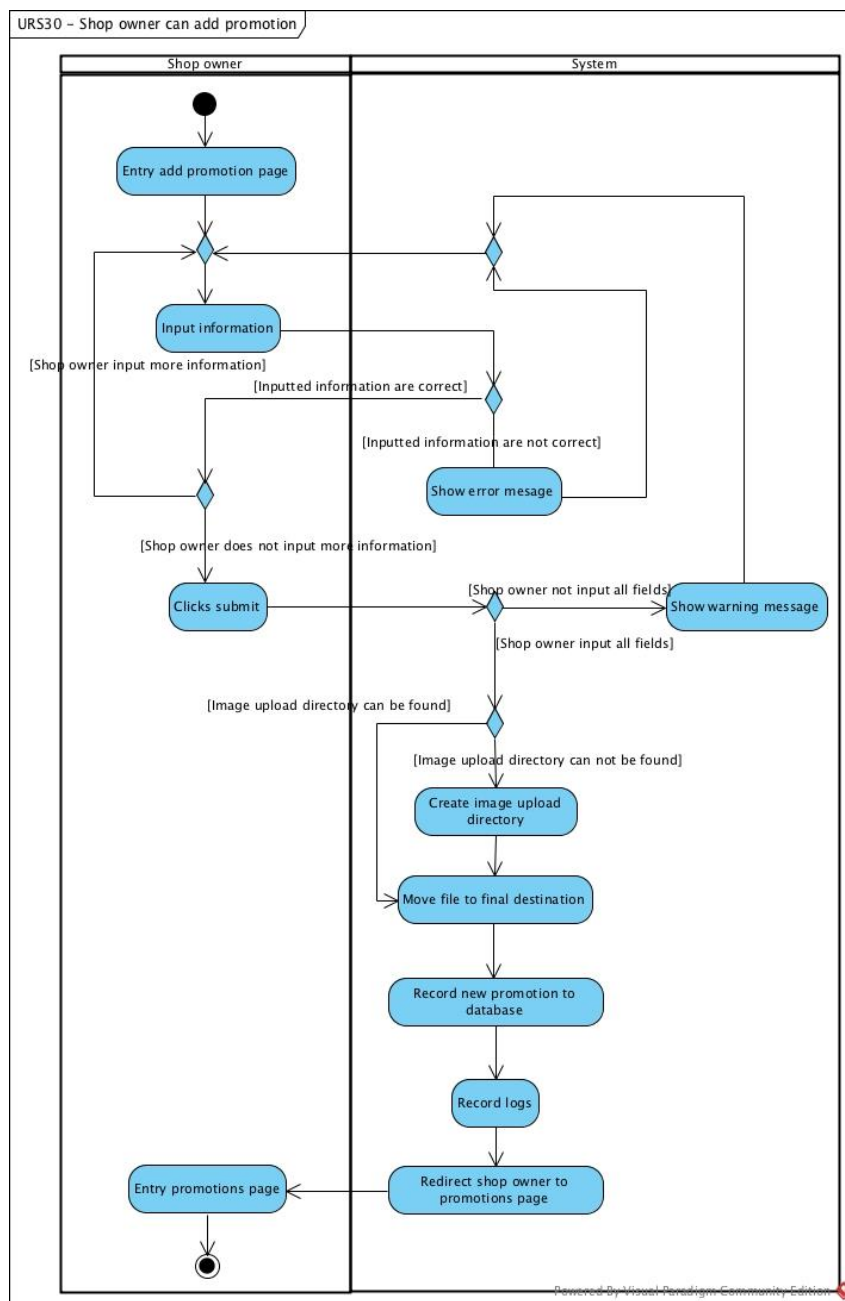 URS30 – Shop owner can add promotion
Shop owner
System
Entry add promotion page
Input information
[Shop owner input more information]
[Inputted information are correct]
[Inputted information are not correct]
Show error mesage
[Shop owner does not input more information]
[Shop owner not input all fields]
Clicks submit
Show warning message
[Shop owner input all fields]
[Image upload directory can be found]
[Image upload directory can not be found]
Create image upload
directory
Move file to final destination
Record new promotion to
database
Record logs
Entry promotions page
Redirect shop owner to
promotions page
Powered By Visual Paradigm Community Edition